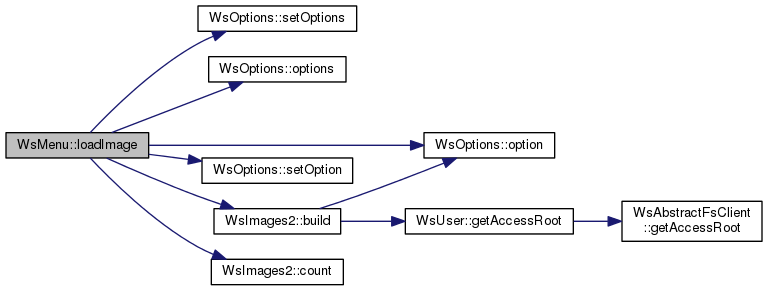 WsOptions::setOptions
WsOptions::options
WsMenu::loadImage
WsOptions::option
WsOptions::setOption
WsImages2::build
WsUser::getAccessRoot
WsAbstractFsClient
::getAccessRoot
WsImages2::count